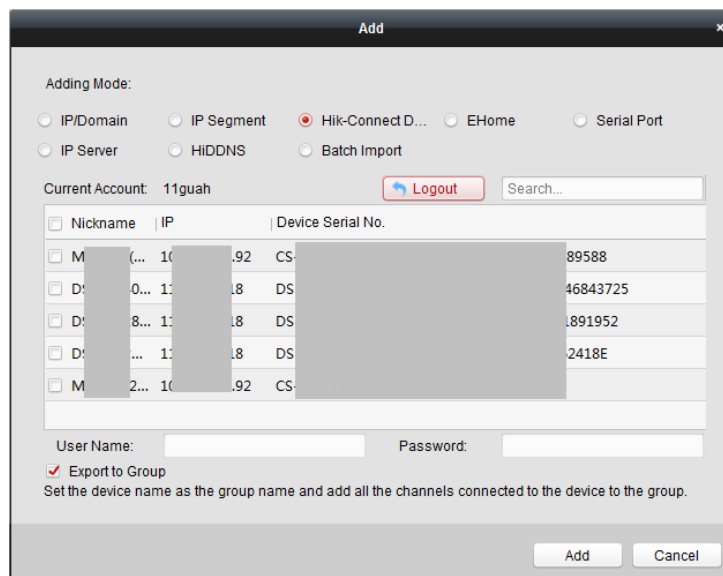 Add
Adding Mode:
IP/Domain IP Segment Hik-Connect D... EHome Serial Port
IP Server HiDDNS Batch Import
Current Account: 11guah Logout Search...
Nickname IP Device Serial No.
M (... 10 .92 CS- 89588
DS 0... 11 18 DS 46843725
DS 8... 11 18 DS 1891952
DS ... 11 18 DS 2418E
M 2... 10 .92 CS-
User Name: Password:
Export to Group
Set the device name as the group name and add all the channels connected to the device to the group.
Add Cancel